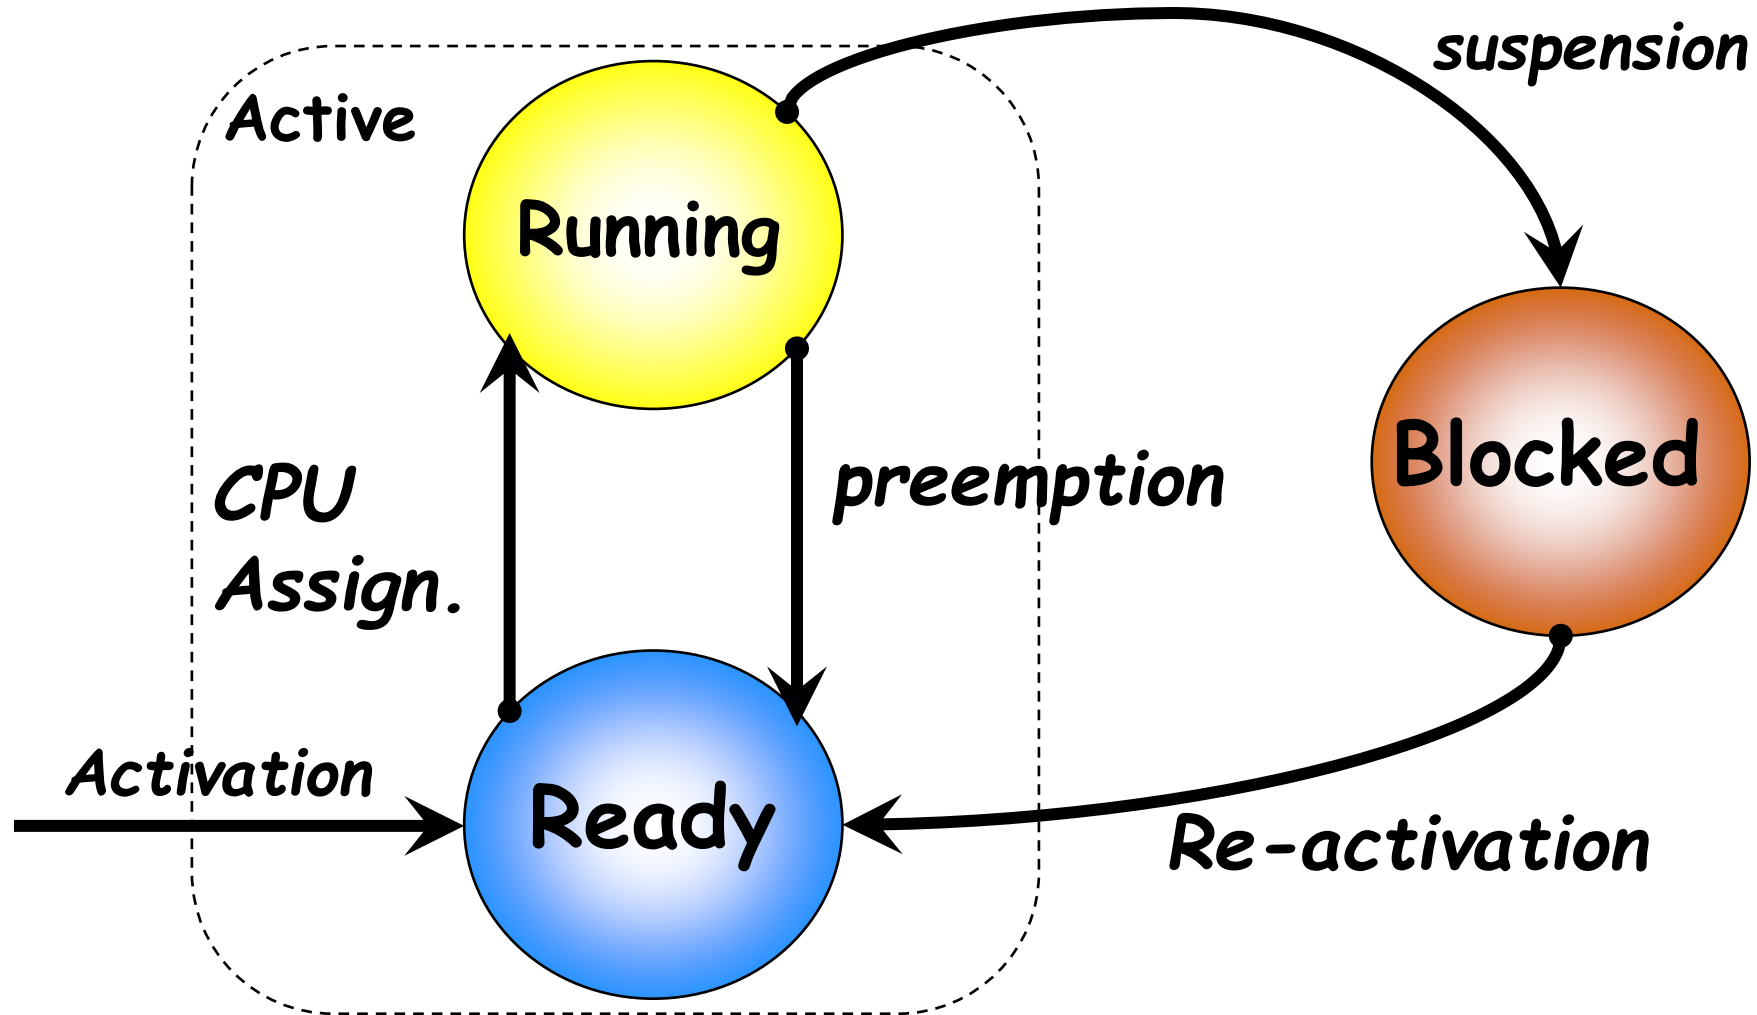 suspension
Active
Running
Blocked
CPU
Assign.
preemption
Activation
Ready
Re-activation